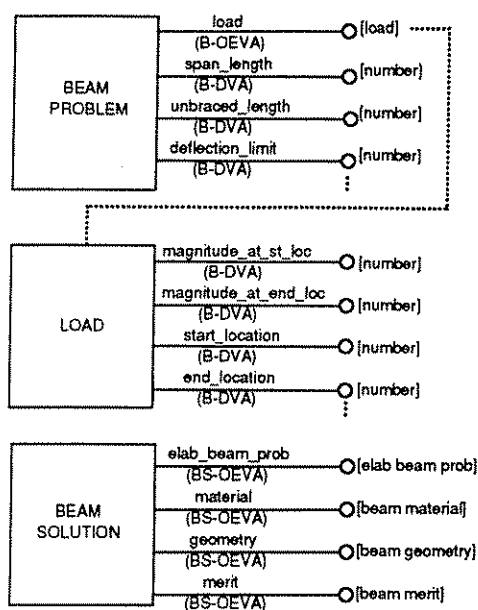 load
(B-OEVA)
[load]
span_length
(B-DVA)
[number]
BEAM
PROBLEM
unbraced_length
(B-DVA)
[number]
deflection_limit
(B-DVA)
[number]
magnitude_at_st_loc
(B-DVA)
[number]
magnitude_at_end_loc
(B-DVA)
[number]
LOAD
start_location
(B-DVA)
[number]
end_location
(B-DVA)
[number]
elab_beam_prob
(BS-OEVA)
[elab beam prob]
material
(BS-OEVA)
[beam material]
BEAM
SOLUTION
geometry
(BS-OEVA)
[beam geometry]
merit
(BS-OEVA)
[beam merit]